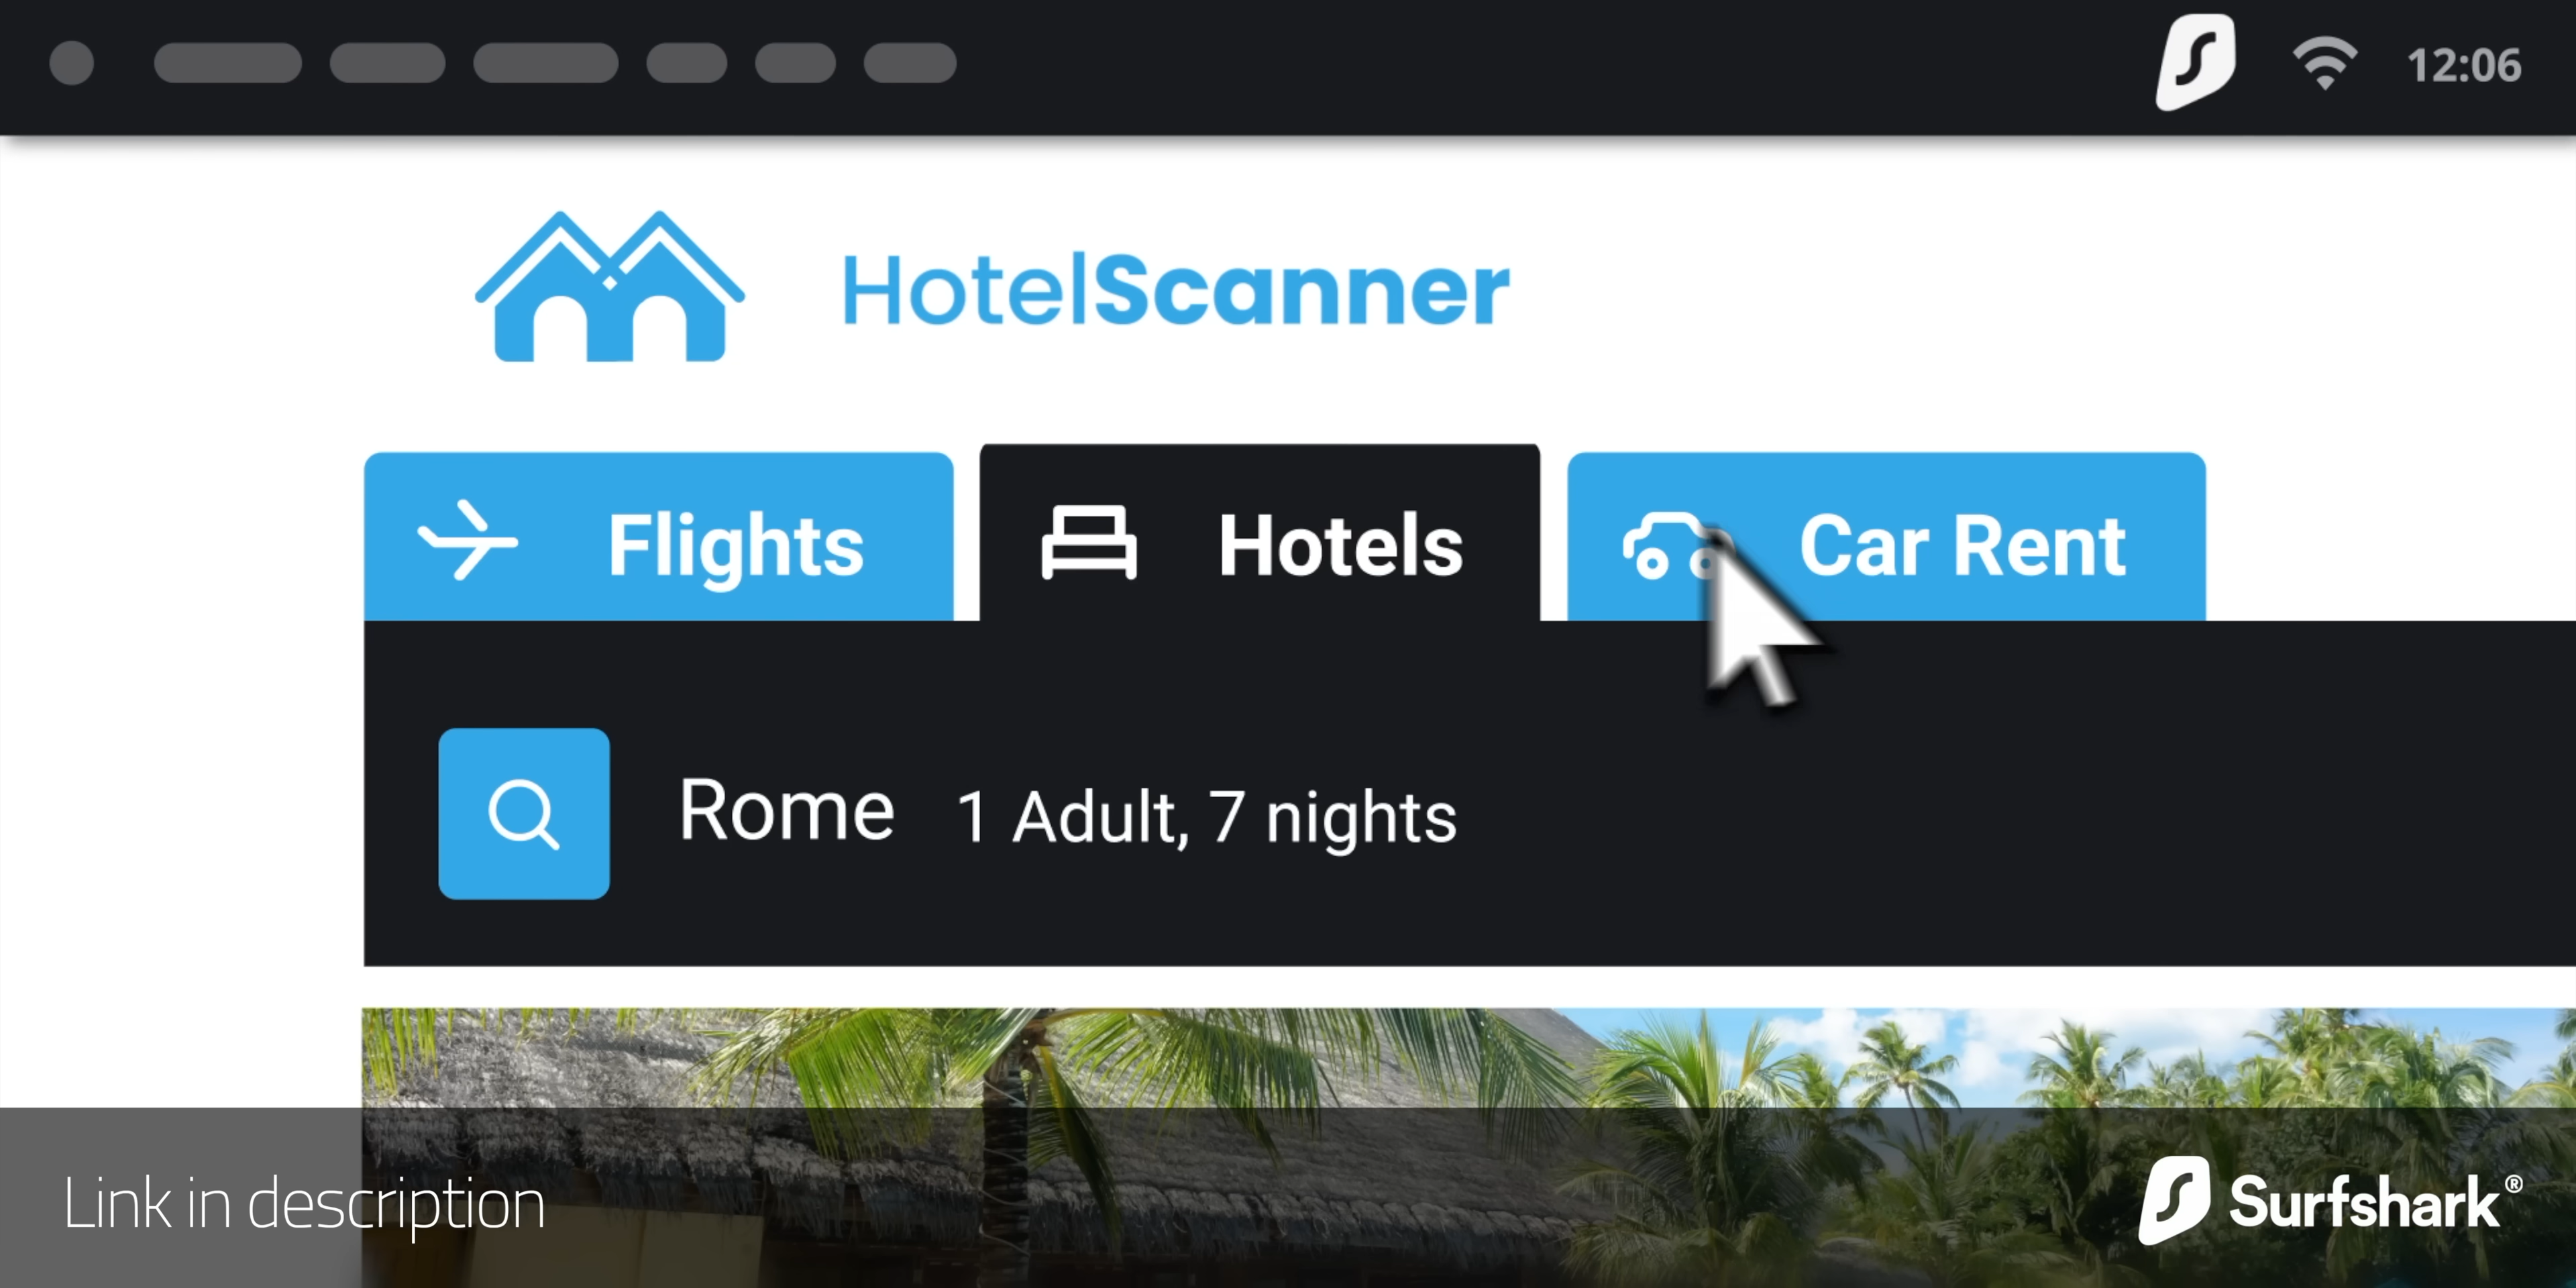 12:06
HotelScanner
Flights Hotels Car Rent
Rome 1 Adult, 7 nights
Link in description
Surfshark®